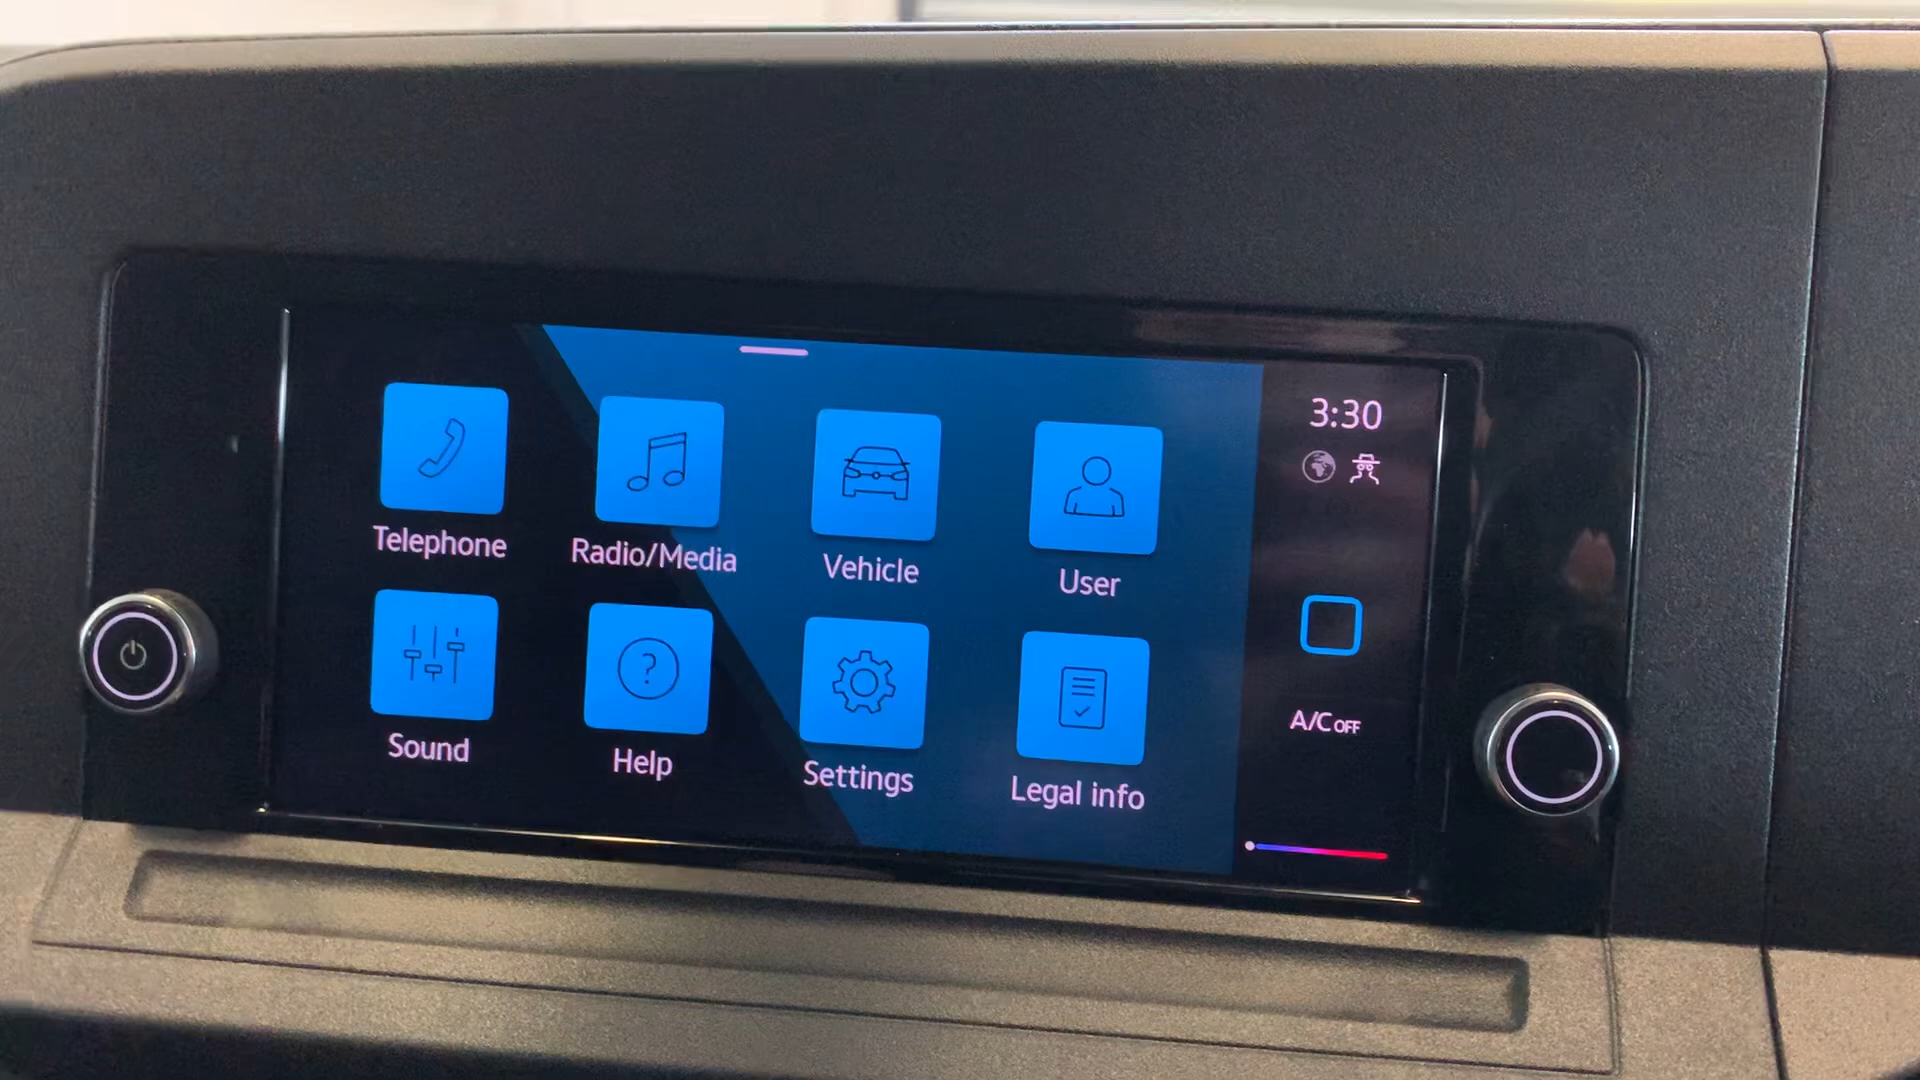 3:30
Telephone
Radio/Media
Vehicle
User
Sound
Help
Settings
Legal info
A/C OFF
?